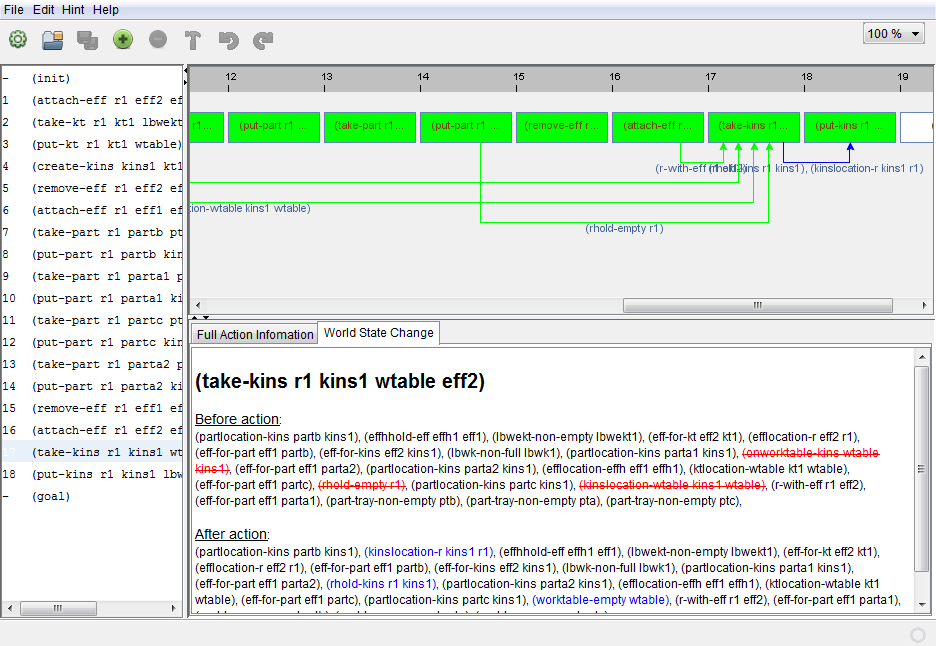 File Edit Hint Help
100 %
– (init)
1 (attach-eff r1 eff2 ef
2 (take-kt r1 kt1 lbwekt
3 (put-kt r1 kt1 wtable)
4 (create-kins kins1 kt1
5 (remove-eff r1 eff2 ef
6 (attach-eff r1 eff1 ef
7 (take-part r1 partb pt
8 (put-part r1 partb kin
9 (take-part r1 parta1 p
10 (put-part r1 parta1 ki
11 (take-part r1 partc pt
12 (put-part r1 partc kin
13 (take-part r1 parta2 p
14 (put-part r1 parta2 ki
15 (remove-eff r1 eff1 ef
16 (attach-eff r1 eff2 ef
17 (take-kins r1 kins1 wt
18 (put-kins r1 kins1 lbw
– (goal)
12 13 14 15 16 17 18 19
r1 ... (put-part r1 ... (take-part r1... (put-part r1 ... (remove-eff r... (attach-eff r... (take-kins r1... (put-kins r1 ... (
(r-with-eff r1 eff2) (rhold-kins r1 kins1), (kinslocation-r kins1 r1)
tion-wtable kins1 wtable)
(rhold-empty r1)
Full Action Infomation World State Change
(take-kins r1 kins1 wtable eff2)
Before action:
(partlocation-kins partb kins1), (effhhold-eff effh1 eff1), (lbwekt-non-empty lbwekt1), (eff-for-kt eff2 kt1), (efflocation-r eff2 r1),
(eff-for-part eff1 partb), (eff-for-kins eff2 kins1), (lbwk-non-full lbwk1), (partlocation-kins parta1 kins1), (onworktable-kins wtable
kins1), (eff-for-part eff1 parta2), (partlocation-kins parta2 kins1), (efflocation-effh eff1 effh1), (ktlocation-wtable kt1 wtable),
(eff-for-part eff1 partc), (rhold-empty r1), (partlocation-kins partc kins1), (kinslocation-wtable kins1 wtable), (r-with-eff r1 eff2),
(eff-for-part eff1 parta1), (part-tray-non-empty ptb), (part-tray-non-empty pta), (part-tray-non-empty ptc),
After action:
(partlocation-kins partb kins1), (kinslocation-r kins1 r1), (effhhold-eff effh1 eff1), (lbwekt-non-empty lbwekt1), (eff-for-kt eff2 kt1),
(efflocation-r eff2 r1), (eff-for-part eff1 partb), (eff-for-kins eff2 kins1), (lbwk-non-full lbwk1), (partlocation-kins parta1 kins1),
(eff-for-part eff1 parta2), (rhold-kins r1 kins1), (partlocation-kins parta2 kins1), (efflocation-effh eff1 effh1), (ktlocation-wtable kt1
wtable), (eff-for-part eff1 partc), (partlocation-kins partc kins1), (worktable-empty wtable), (r-with-eff r1 eff2), (eff-for-part eff1 parta1),